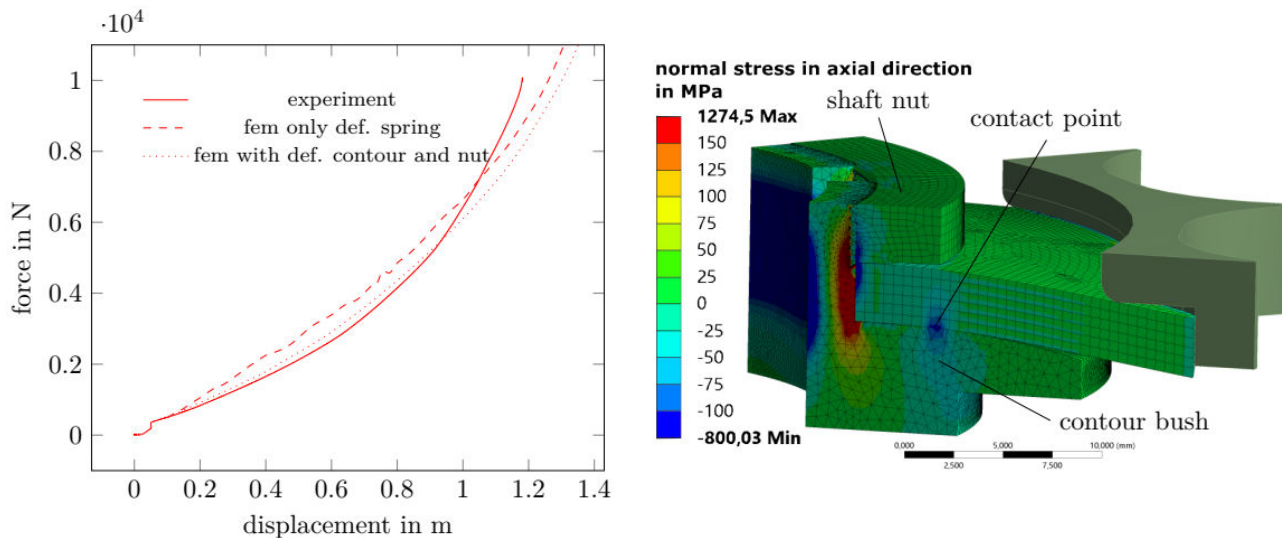 ·10⁴
1
0.8
0.6
0.4
0.2
0
0 0.2 0.4 0.6 0.8 1 1.2 1.4
force in N
displacement in m
experiment
fem only def. spring
fem with def. contour and nut
normal stress in axial direction
in MPa
1274,5 Max
150
125
100
75
50
25
0
-25
-50
-75
-100
-800,03 Min
shaft nut
contact point
contour bush
0,000 5,000 10,000 (mm)
2,500 7,500